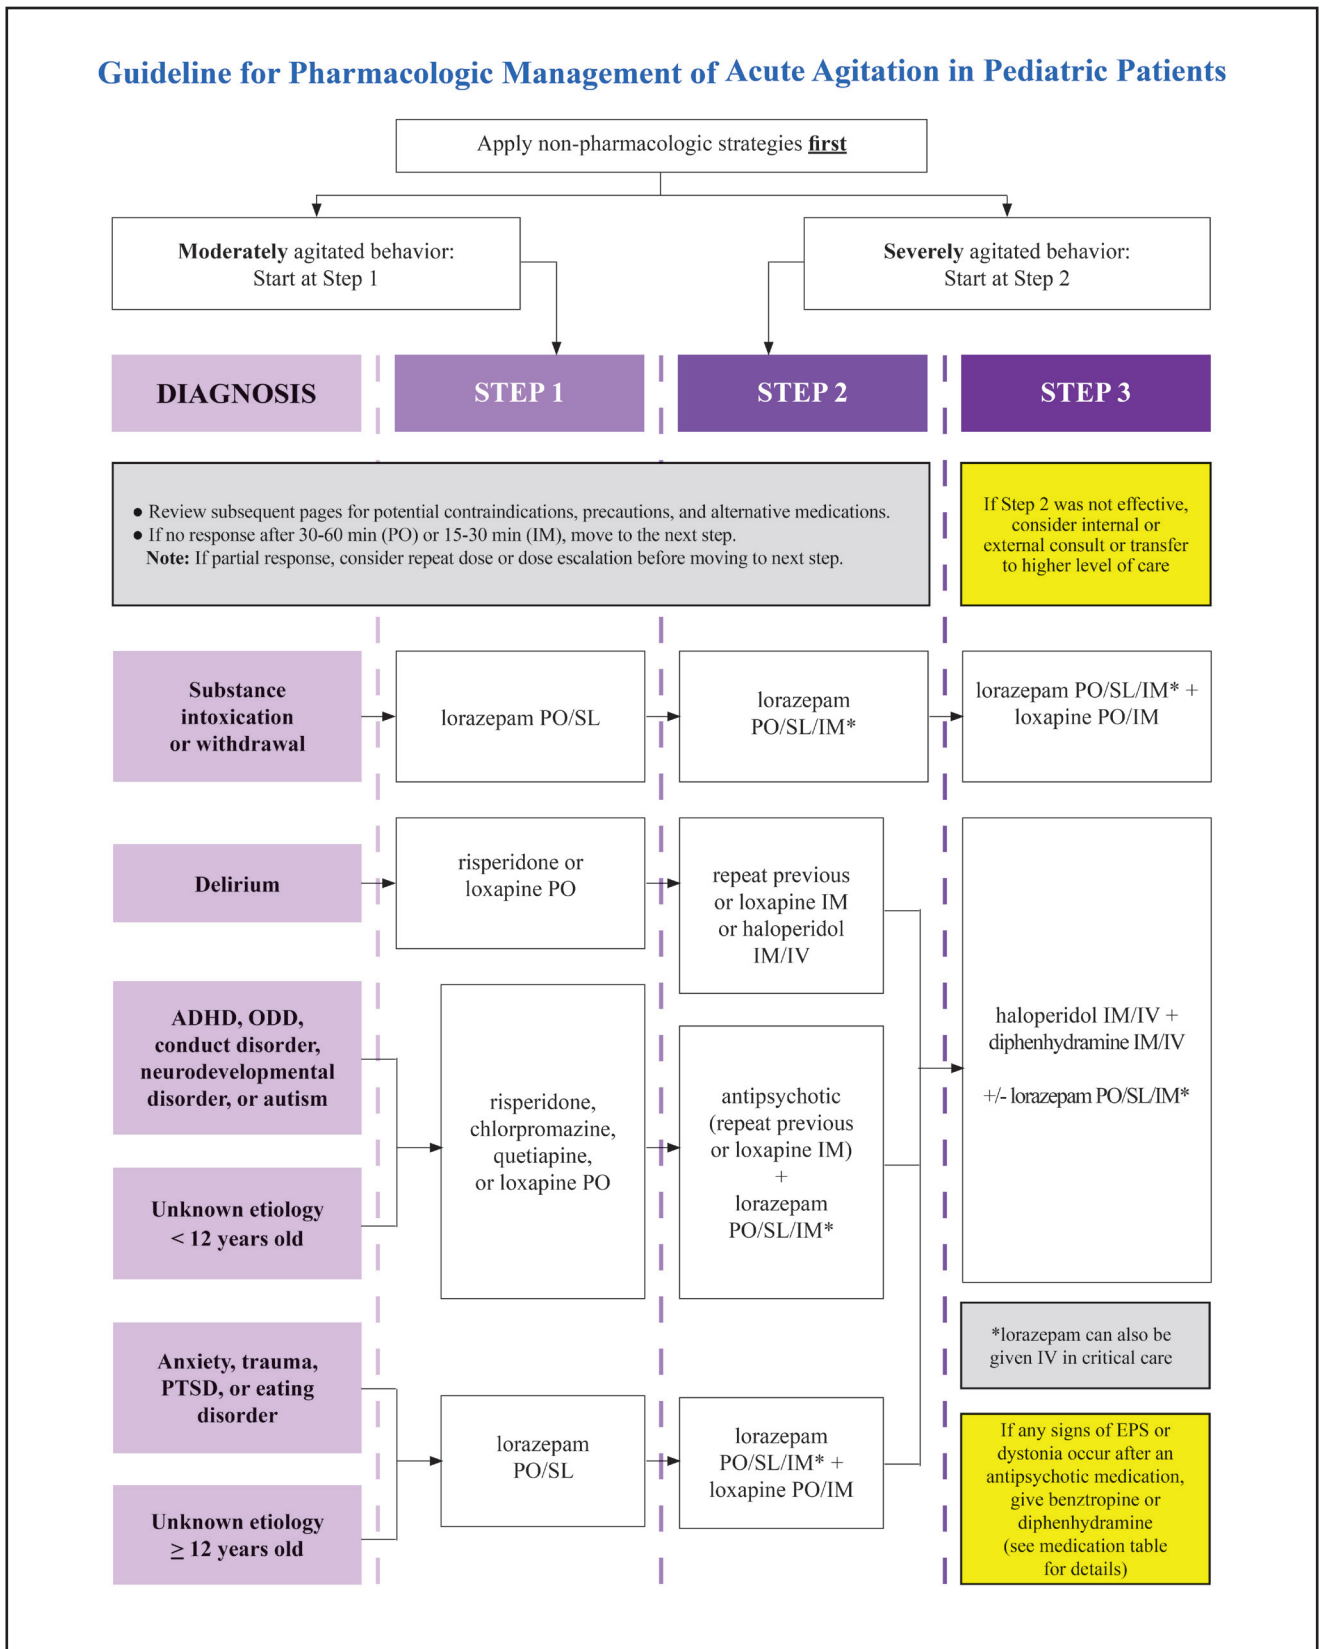 Guideline for Pharmacologic Management of Acute Agitation in Pediatric Patients
Apply non-pharmacologic strategies first
Moderately agitated behavior:
Start at Step 1
Severely agitated behavior:
Start at Step 2
DIAGNOSIS
STEP 1
STEP 2
STEP 3
● Review subsequent pages for potential contraindications, precautions, and alternative medications.
● If no response after 30-60 min (PO) or 15-30 min (IM), move to the next step.
Note: If partial response, consider repeat dose or dose escalation before moving to next step.
If Step 2 was not effective,
consider internal or
external consult or transfer
to higher level of care
Substance
intoxication
or withdrawal
lorazepam PO/SL
lorazepam
PO/SL/IM*
lorazepam PO/SL/IM* +
loxapine PO/IM
Delirium
risperidone or
loxapine PO
repeat previous
or loxapine IM
or haloperidol
IM/IV
ADHD, ODD,
conduct disorder,
neurodevelopmental
disorder, or autism
Unknown etiology
< 12 years old
risperidone,
chlorpromazine,
quetiapine,
or loxapine PO
antipsychotic
(repeat previous
or loxapine IM)
+
lorazepam
PO/SL/IM*
haloperidol IM/IV +
diphenhydramine IM/IV
+/- lorazepam PO/SL/IM*
*lorazepam can also be
given IV in critical care
Anxiety, trauma,
PTSD, or eating
disorder
Unknown etiology
≥ 12 years old
lorazepam
PO/SL
lorazepam
PO/SL/IM* +
loxapine PO/IM
If any signs of EPS or
dystonia occur after an
antipsychotic medication,
give benztropine or
diphenhydramine
(see medication table
for details)